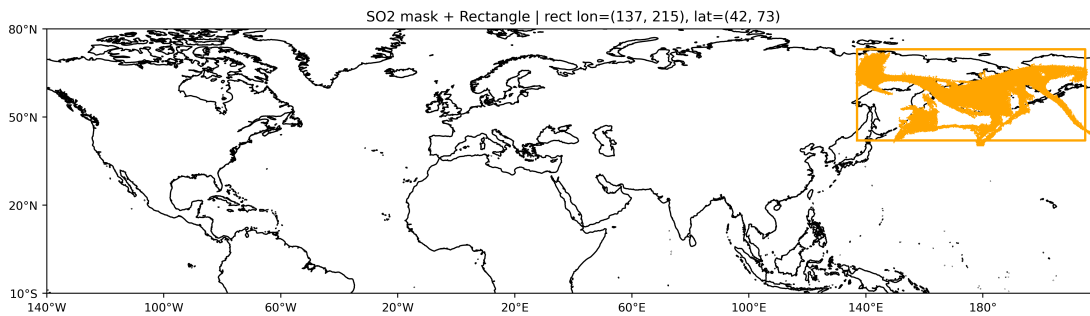 SO2 mask + Rectangle | rect lon=(137, 215), lat=(42, 73)
80°N
50°N
20°N
10°S
140°W 100°W 60°W 20°W 20°E 60°E 100°E 140°E 180°